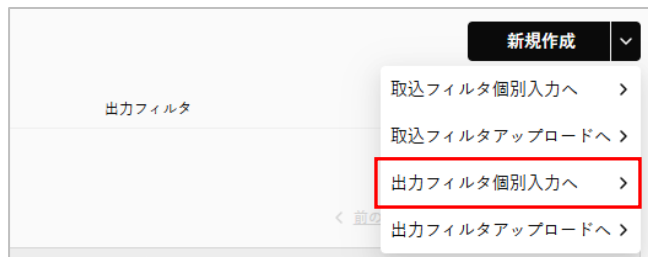 新規作成
取込フィルタ個別入力へ
出力フィルタ
取込フィルタアップロードへ
出力フィルタ個別入力へ
前の
出力フィルタアップロードへ